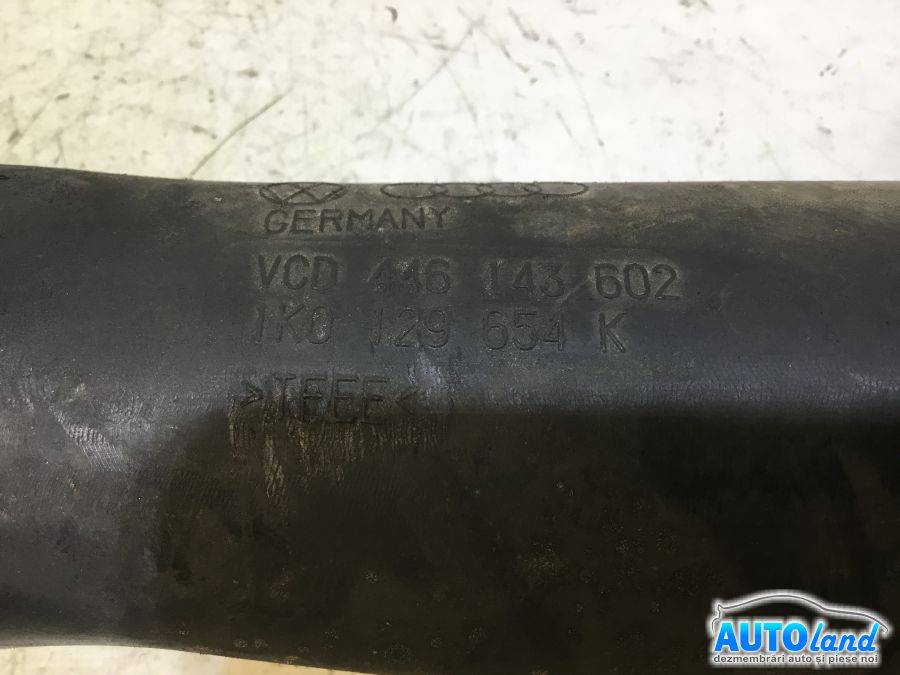 GERMANY
VCD 446 143 602
1K0 129 654 K
>TEEE<
AUTOland
dezmembrări auto și piese noi